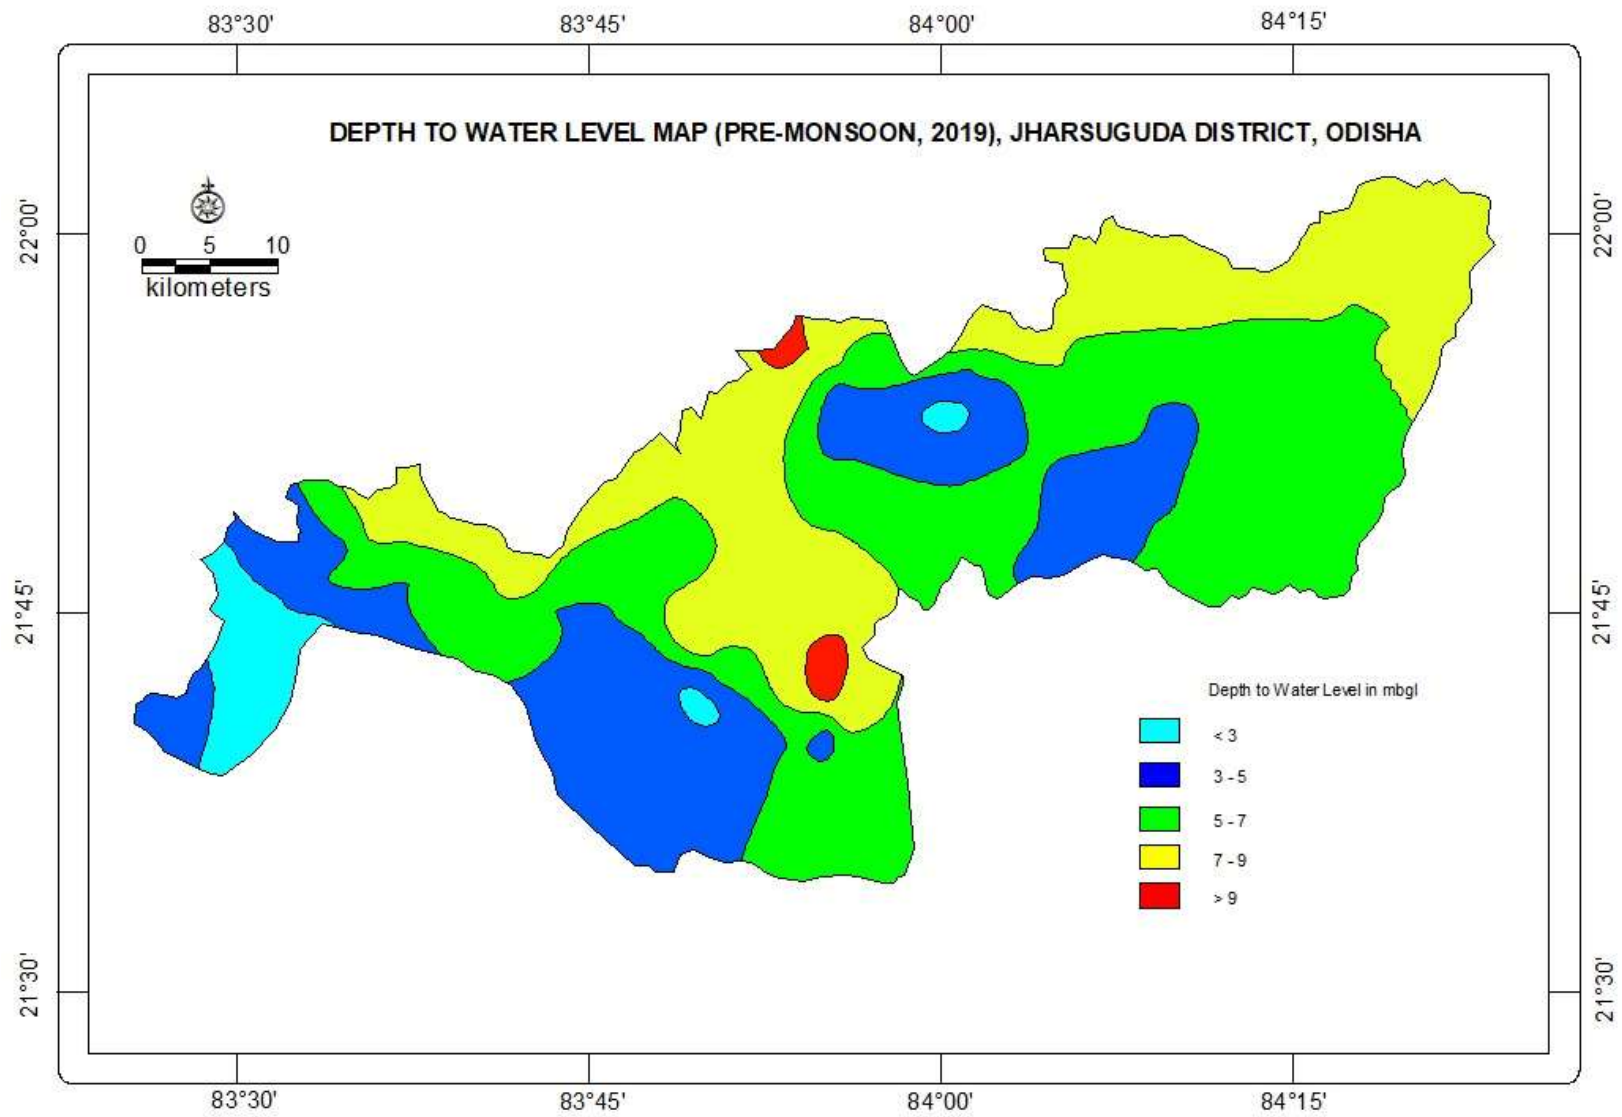 83°30' 83°45' 84°00' 84°15'
DEPTH TO WATER LEVEL MAP (PRE-MONSOON, 2019), JHARSUGUDA DISTRICT, ODISHA
22°00' 22°00'
0 5 10
kilometers
21°45' 21°45'
Depth to Water Level in mbgl
< 3
3 - 5
5 - 7
7 - 9
> 9
21°30' 21°30'
83°30' 83°45' 84°00' 84°15'